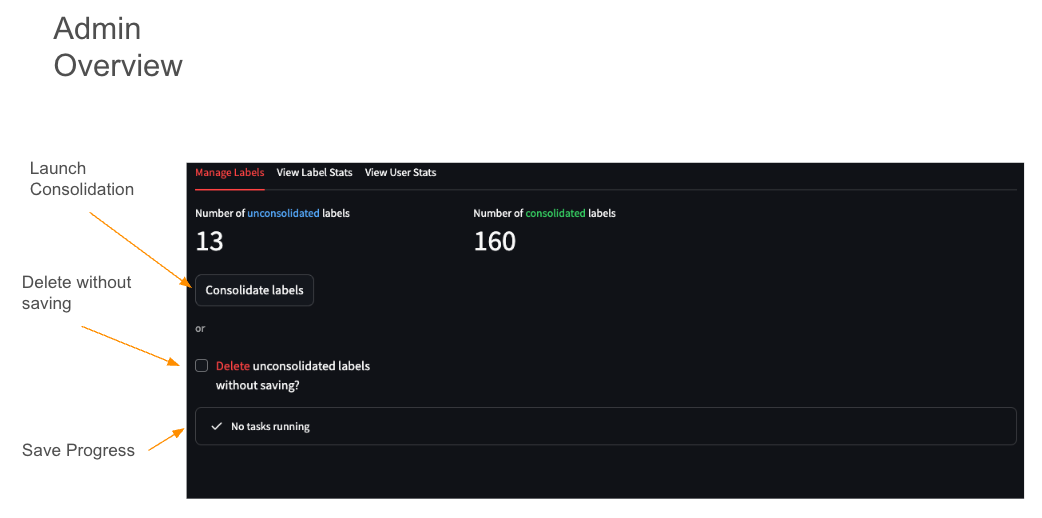 Admin
Overview
Launch
Consolidation
Delete without
saving
Save Progress
Manage Labels View Label Stats View User Stats
Number of unconsolidated labels
Number of consolidated labels
13
160
Consolidate labels
or
Delete unconsolidated labels
without saving?
No tasks running